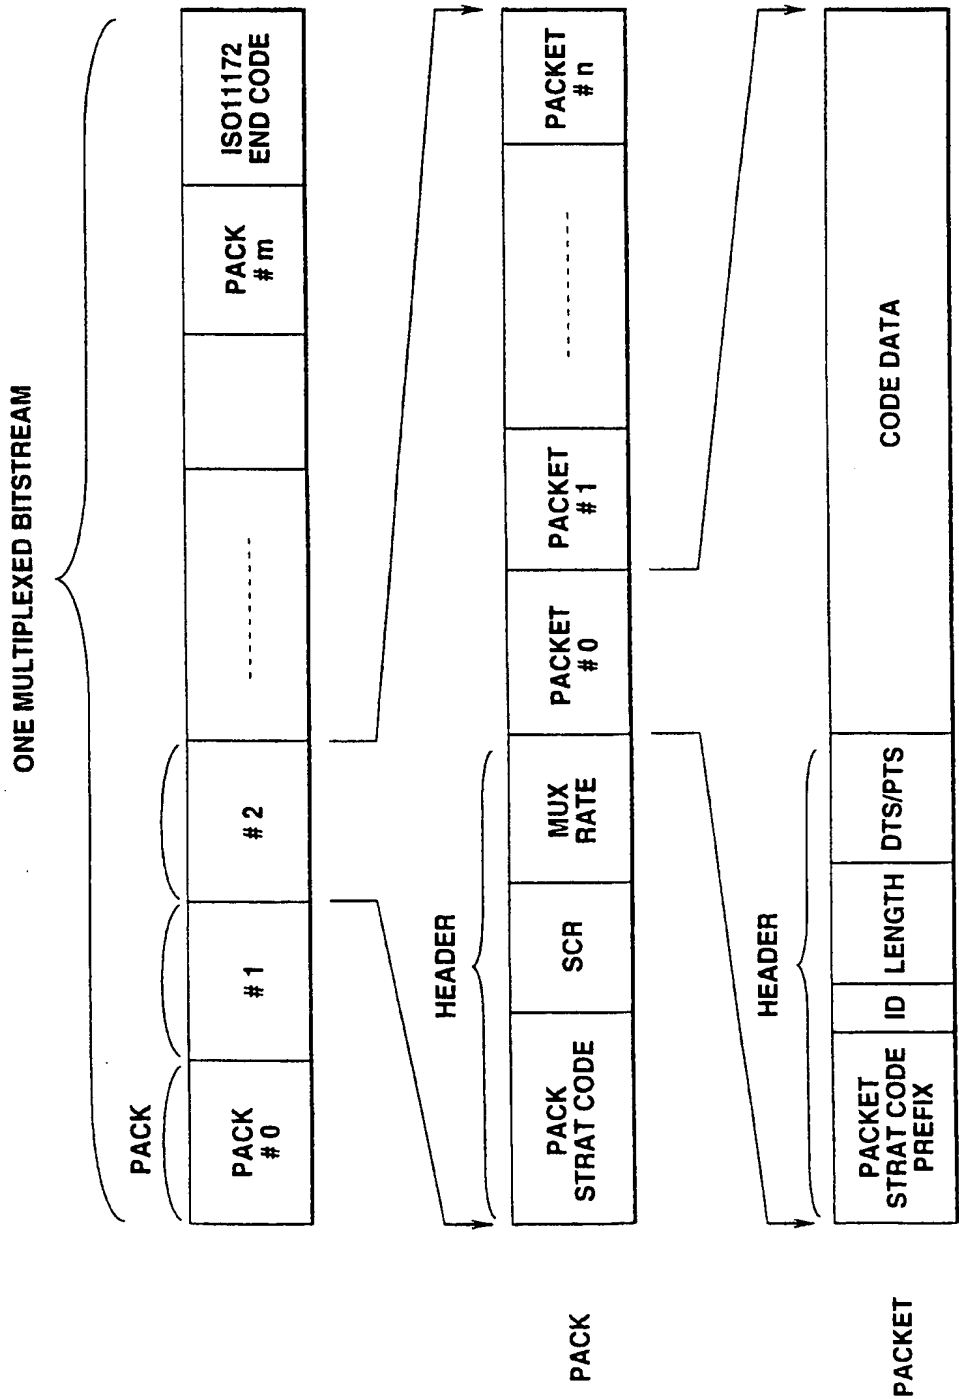 ONE MULTIPLEXED BITSTREAM
PACK
PACK
# 0
# 1
# 2
PACK
# m
ISO11172
END CODE
PACK
HEADER
PACK
STRAT CODE
SCR
MUX
RATE
PACKET
# 0
PACKET
# 1
PACKET
# n
PACKET
HEADER
PACKET
STRAT CODE
PREFIX
ID
LENGTH
DTS/PTS
CODE DATA